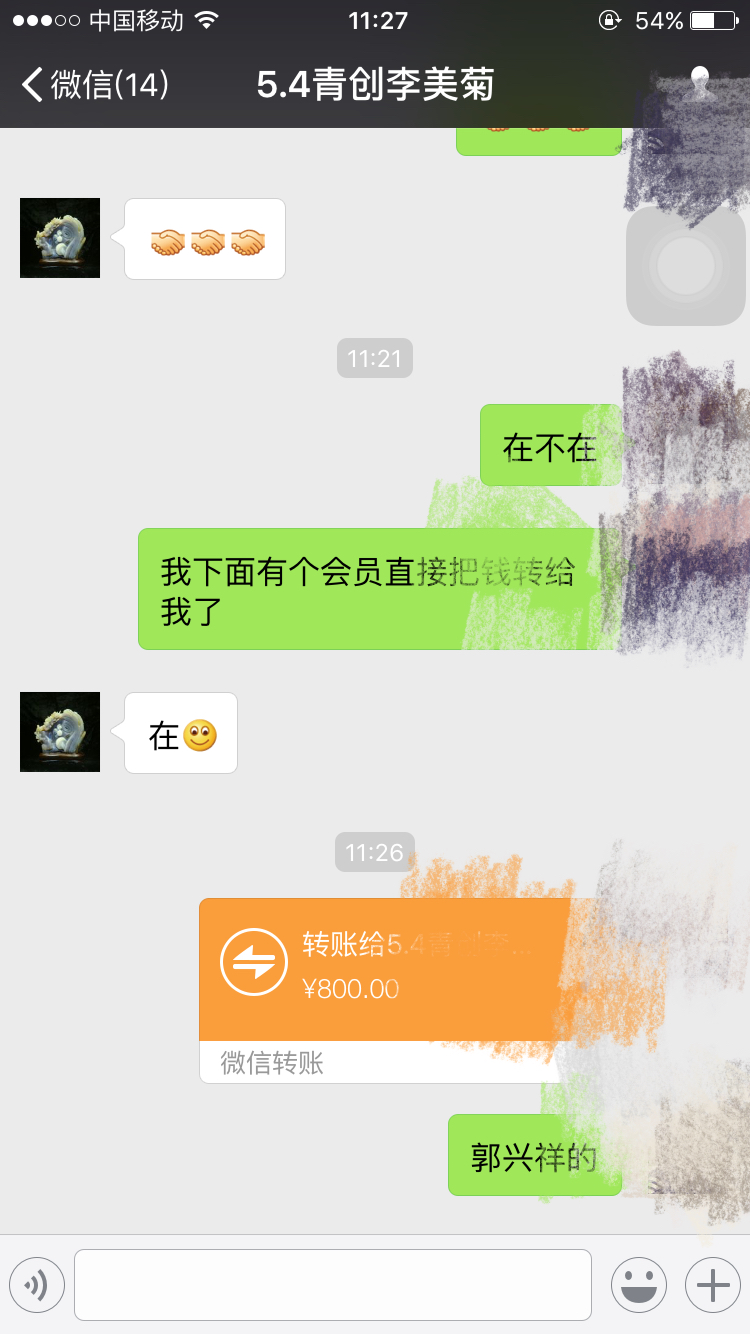 中国移动
11:27
54%
微信(14)
5.4青创李美菊
11:21
在不在
我下面有个会员直接把钱转给
我了
在
11:26
转账给5.4青创李...
¥800.00
微信转账
郭兴祥的